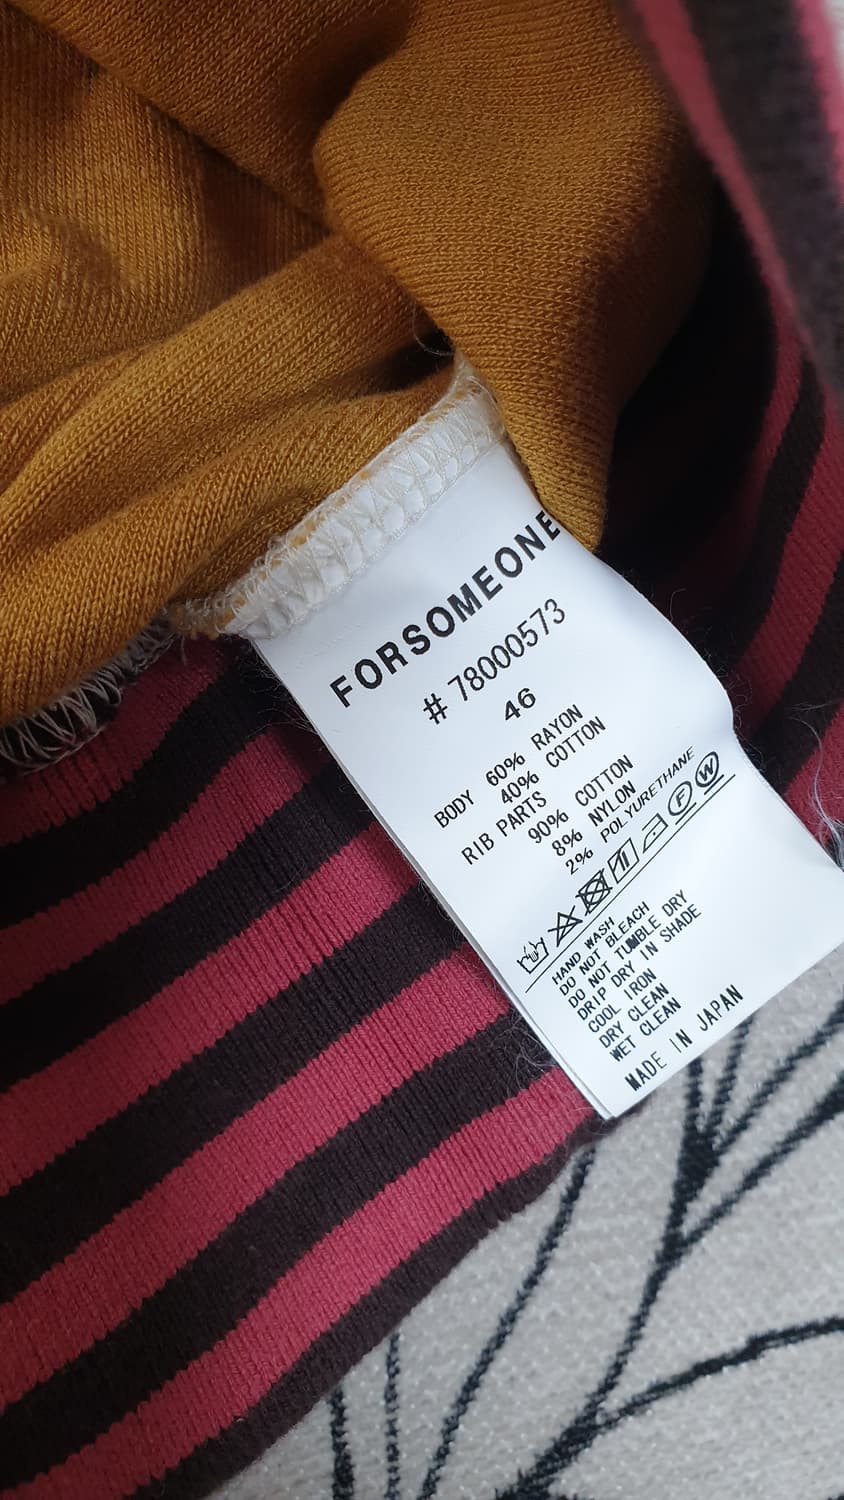 FORSOMEONE
# 78000573
46
BODY 60% RAYON
40% COTTON
RIB PARTS
90% COTTON
8% NYLON
2% POLYURETHANE
F W
HAND WASH
DO NOT BLEACH
DO NOT TUMBLE DRY
DRIP DRY IN SHADE
COOL IRON
DRY CLEAN
WET CLEAN
MADE IN JAPAN